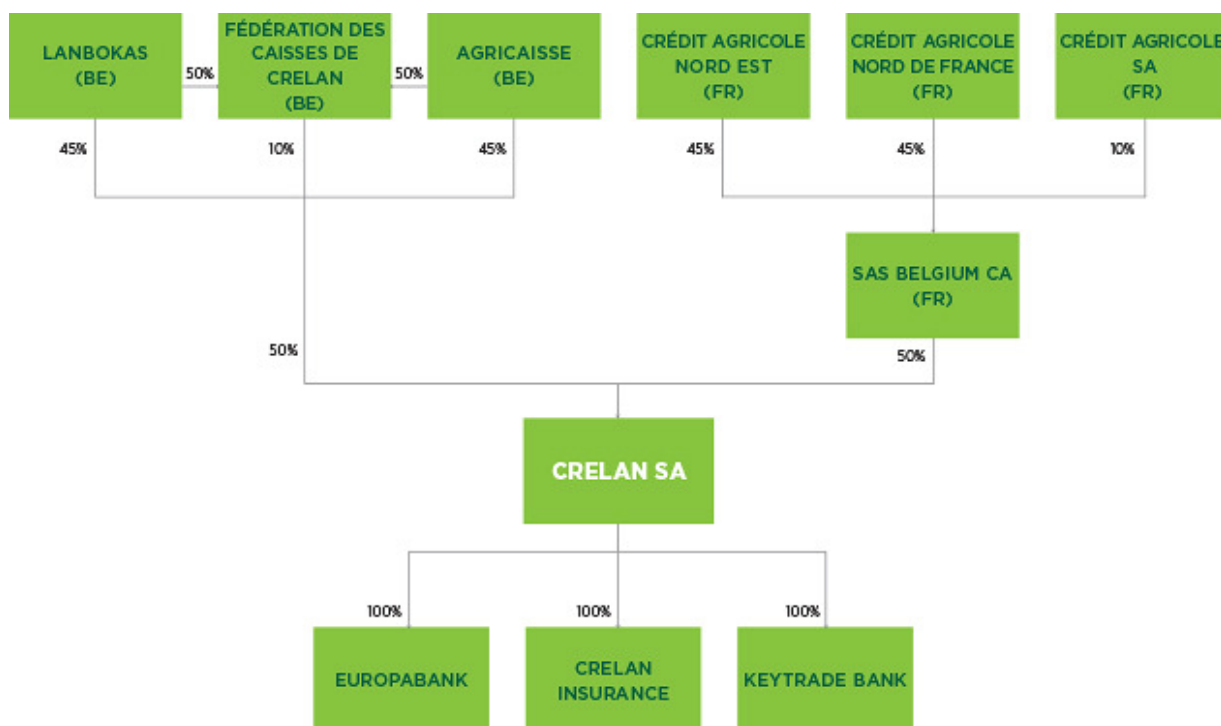 LANBOKAS
(BE)
50%
FÉDÉRATION DES
CAISSES DE
CRELAN
(BE)
50%
AGRICAISSE
(BE)
CRÉDIT AGRICOLE
NORD EST
(FR)
CRÉDIT AGRICOLE
NORD DE FRANCE
(FR)
CRÉDIT AGRICOLE
SA
(FR)
45%
10%
45%
45%
45%
10%
SAS BELGIUM CA
(FR)
50%
50%
CRELAN SA
100%
100%
100%
EUROPABANK
CRELAN
INSURANCE
KEYTRADE BANK